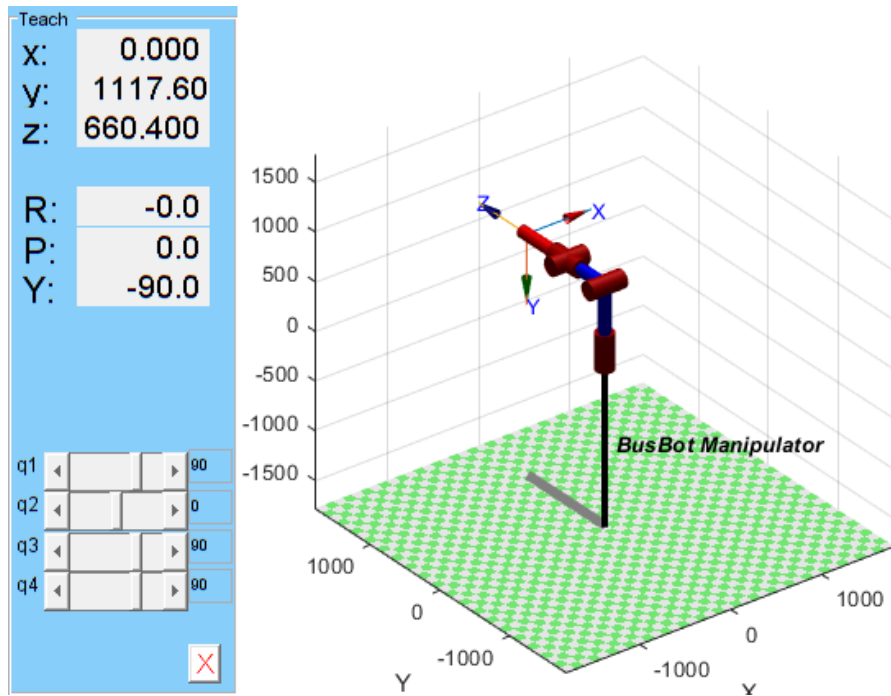 Teach
x: 0.000
y: 1117.60
z: 660.400
R: -0.0
P: 0.0
Y: -90.0
q1 90
q2 0
q3 90
q4 90
X
1500
1000
500
0
-500
-1000
-1500
Z
X
Y
BusBot Manipulator
1000
0
-1000
Y
-1000
0
1000
X